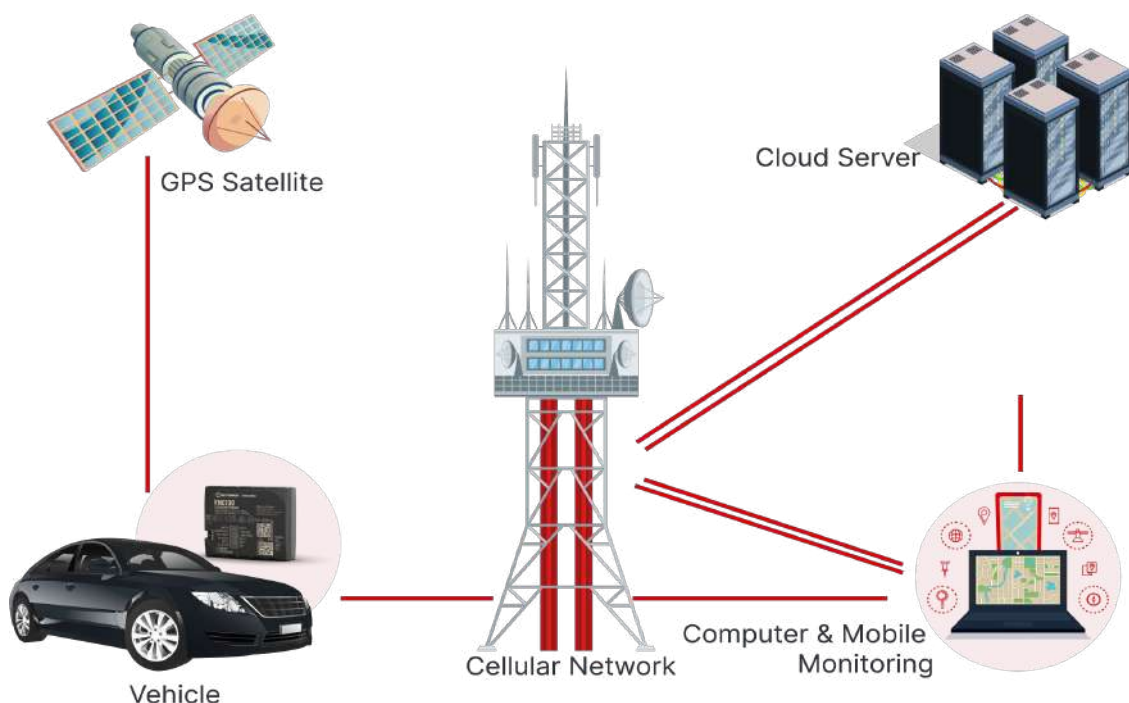 GPS Satellite
Cloud Server
Computer & Mobile
Monitoring
Cellular Network
Vehicle